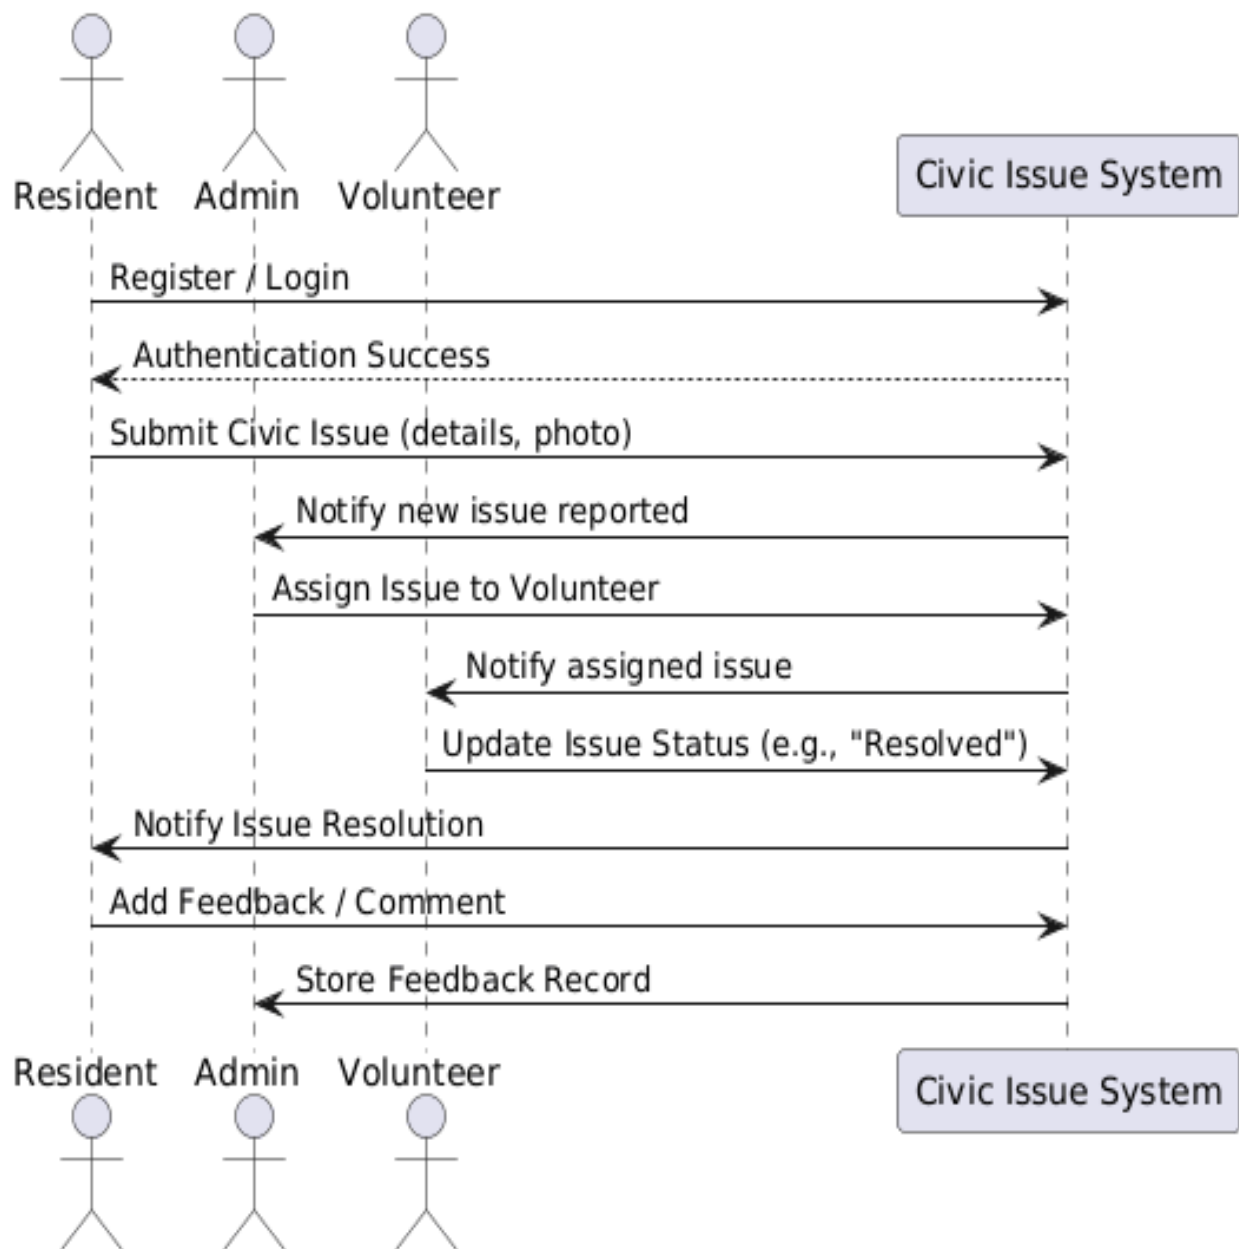 Resident Admin Volunteer Civic Issue System
Register / Login
Authentication Success
Submit Civic Issue (details, photo)
Notify new issue reported
Assign Issue to Volunteer
Notify assigned issue
Update Issue Status (e.g., "Resolved")
Notify Issue Resolution
Add Feedback / Comment
Store Feedback Record
Resident Admin Volunteer Civic Issue System